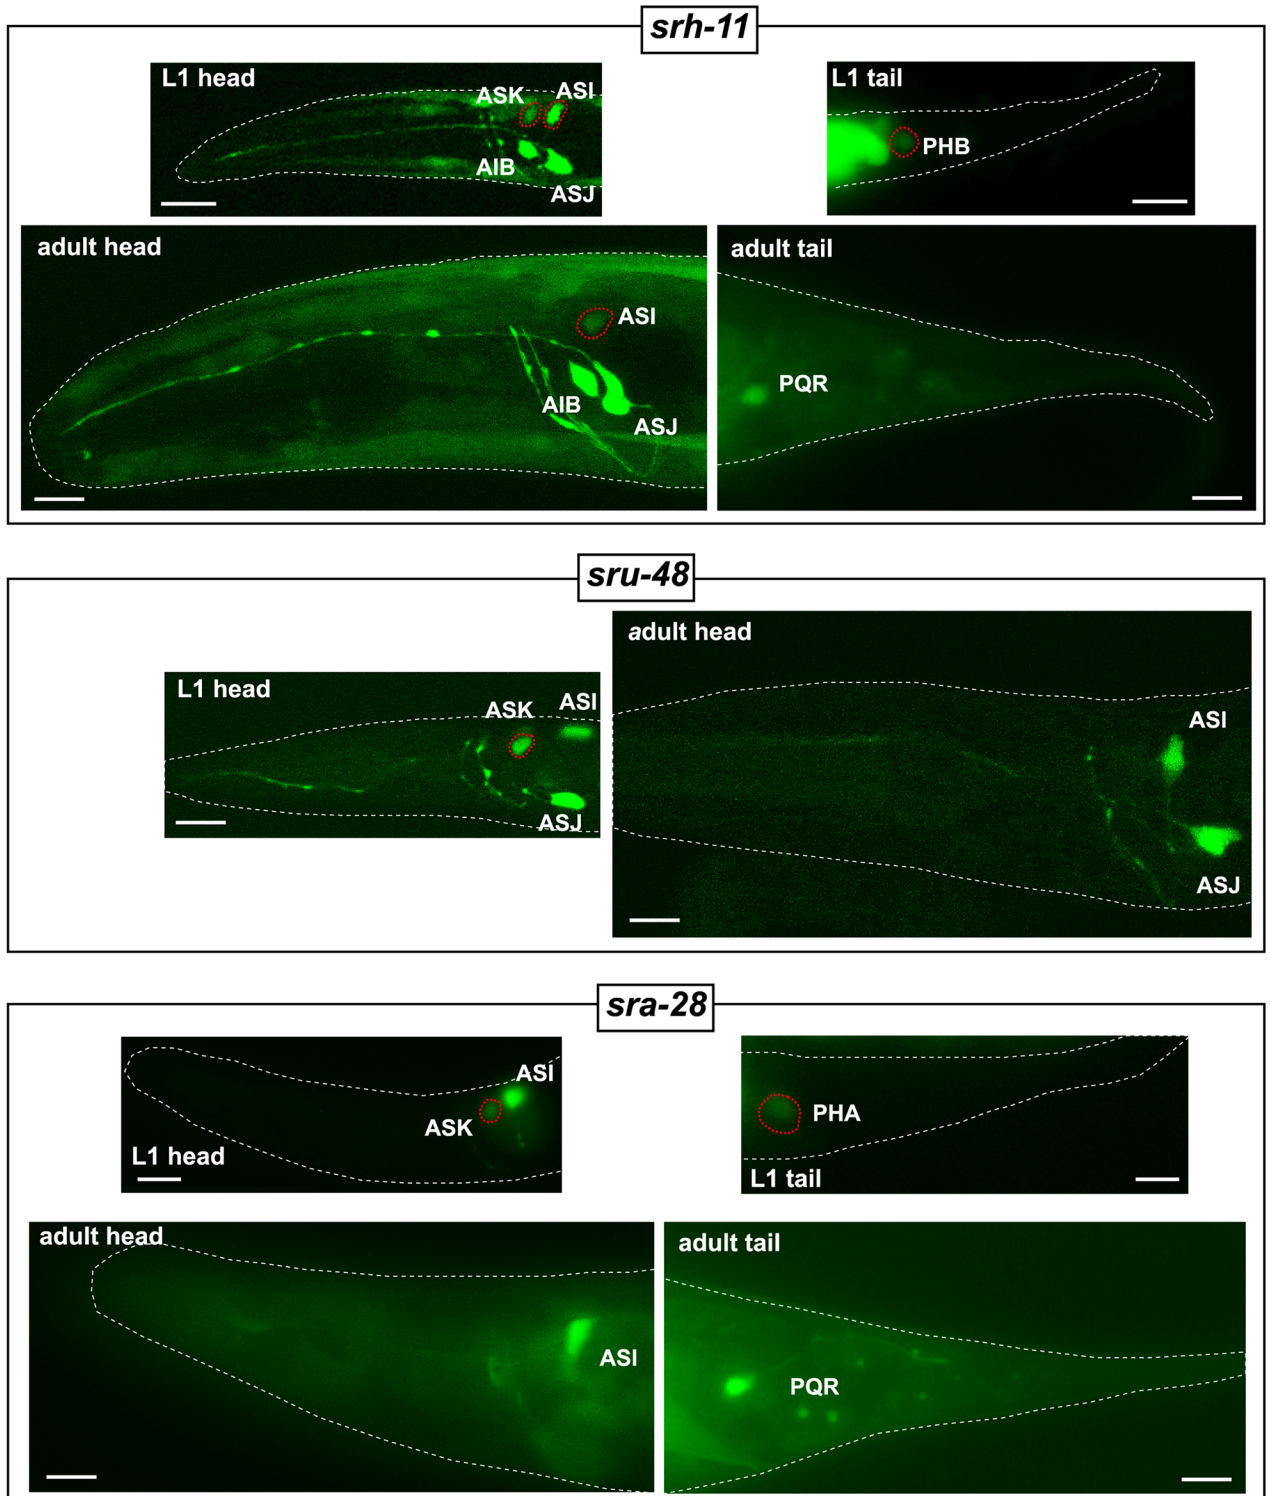 srh-11
L1 head
ASK
ASI
AIB
ASJ
L1 tail
PHB
adult head
ASI
AIB
ASJ
adult tail
PQR
sru-48
L1 head
ASK
ASI
ASJ
adult head
ASI
ASJ
sra-28
ASI
ASK
L1 head
PHA
L1 tail
adult head
ASI
adult tail
PQR